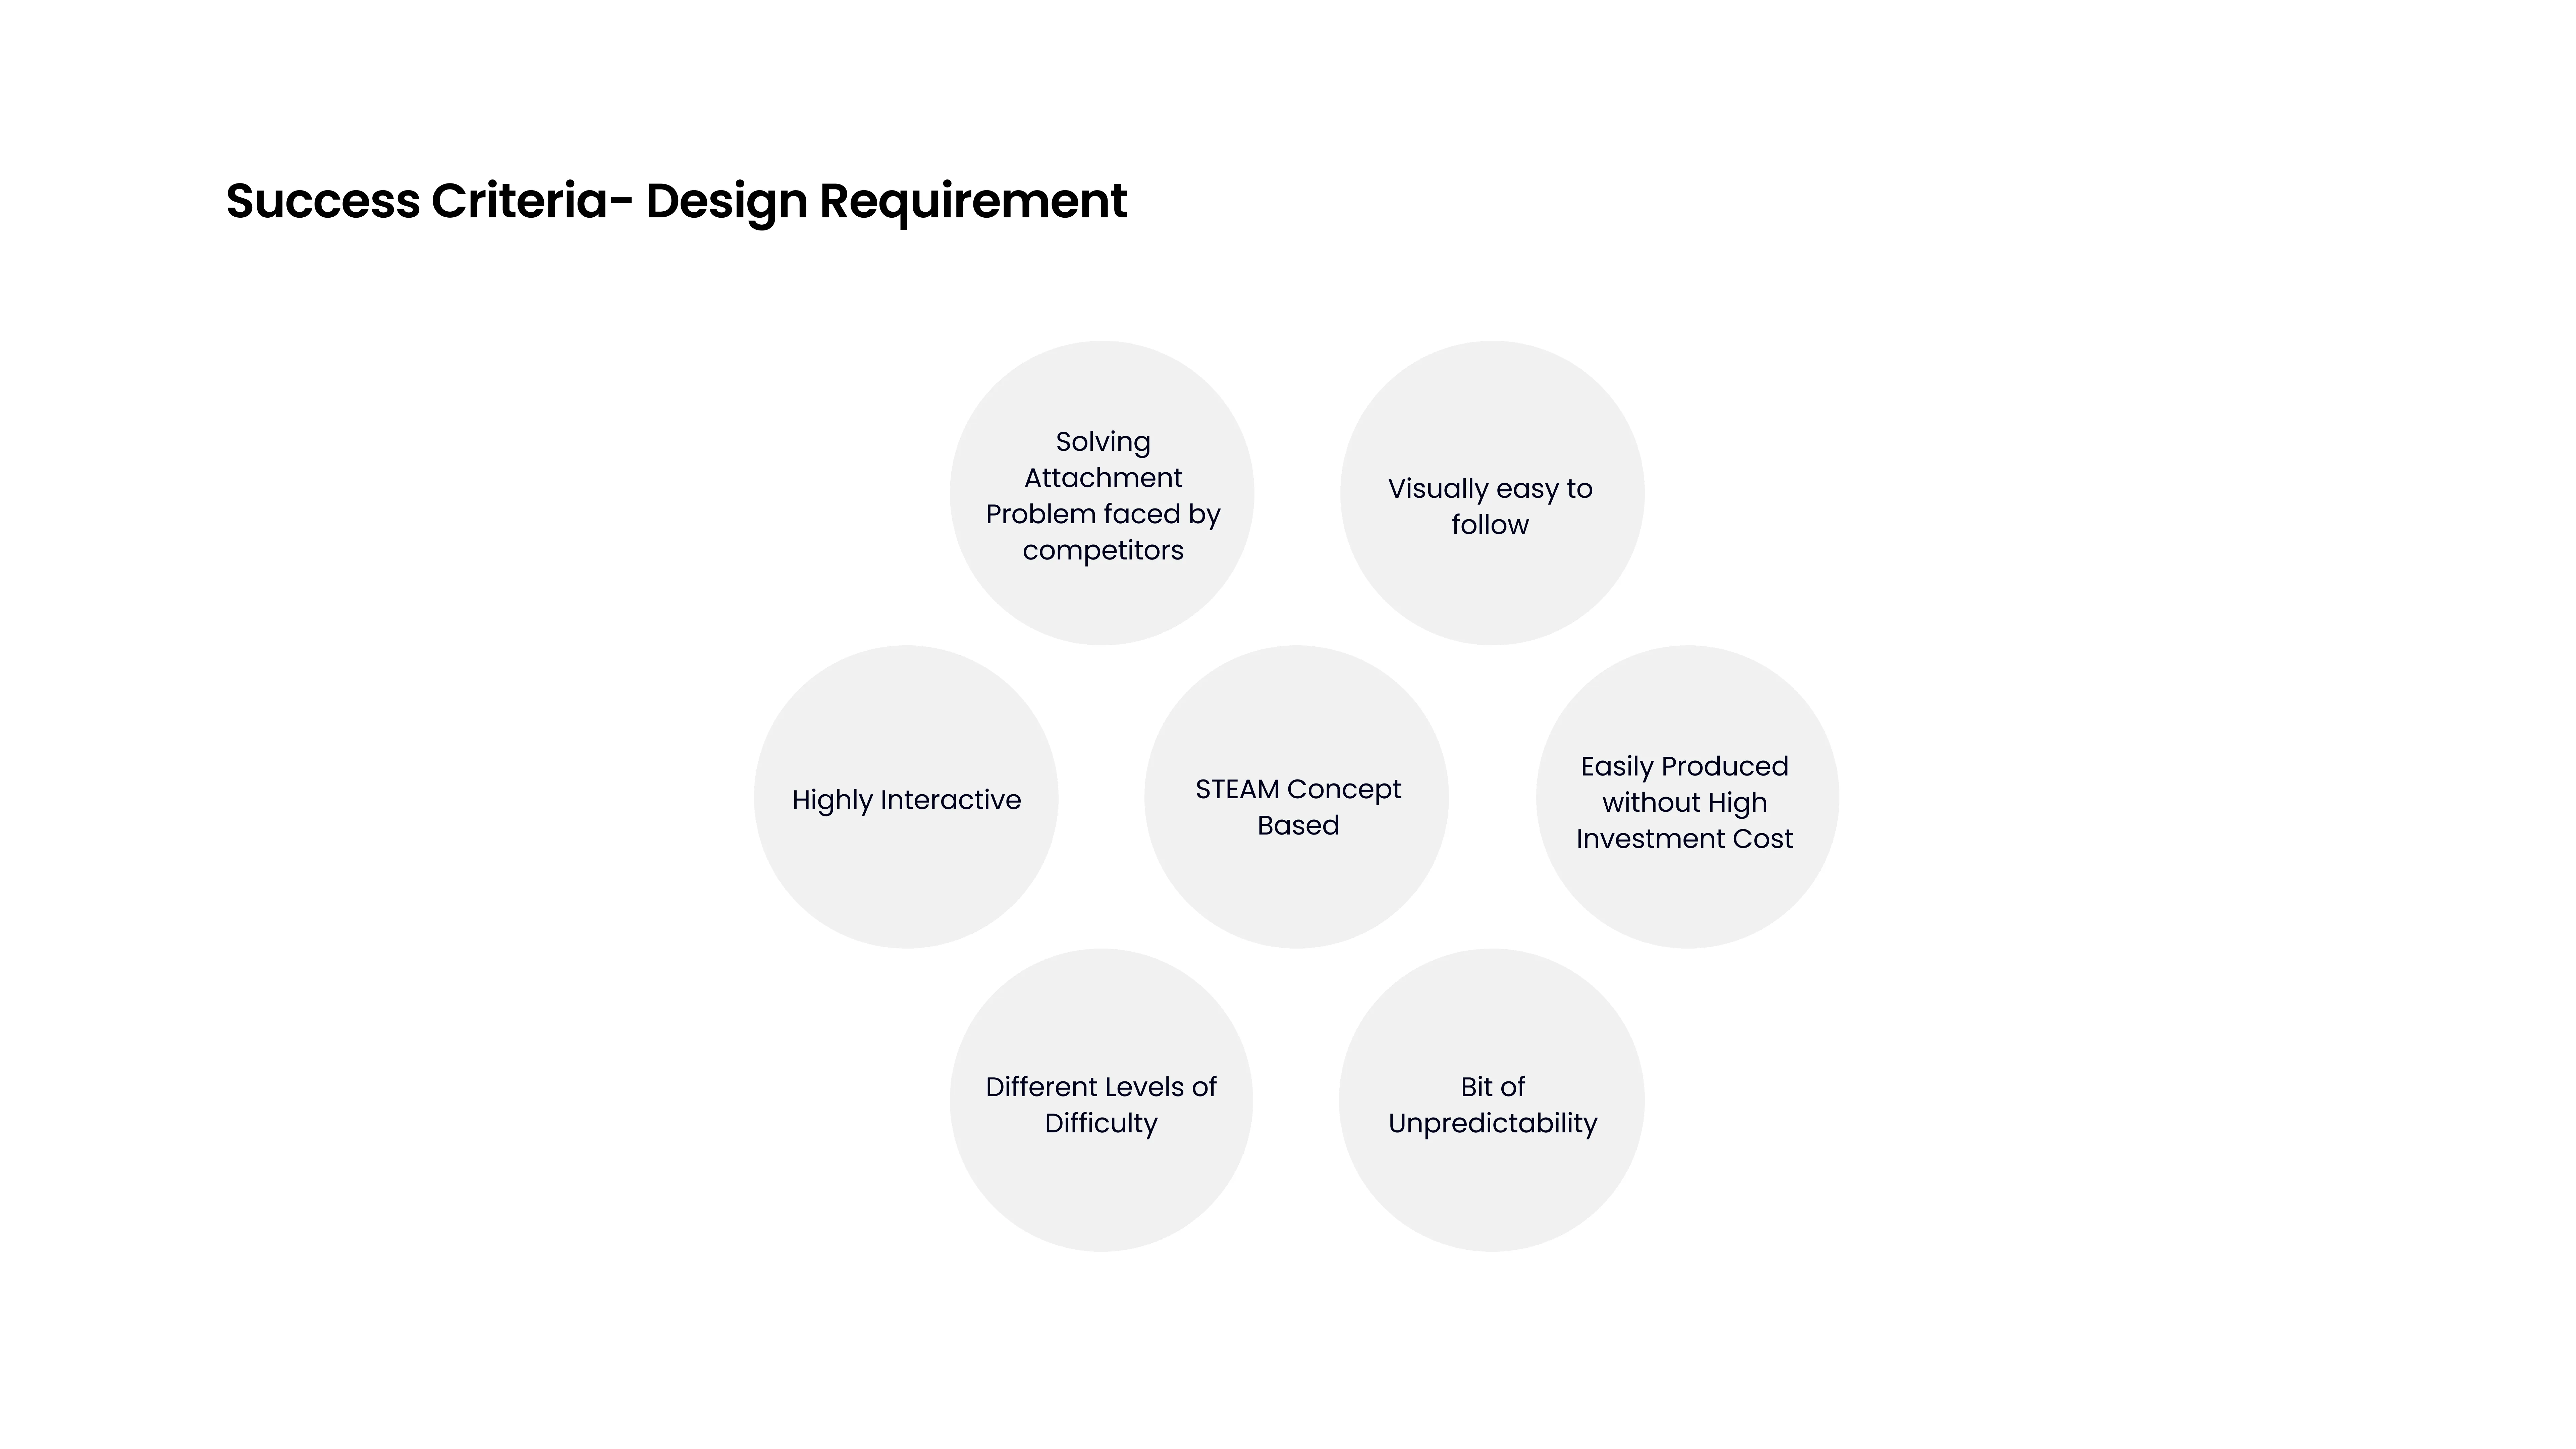 Success Criteria- Design Requirement
Solving
Attachment
Problem faced by
competitors
Visually easy to
follow
Highly Interactive
STEAM Concept
Based
Easily Produced
without High
Investment Cost
Different Levels of
Difficulty
Bit of
Unpredictability